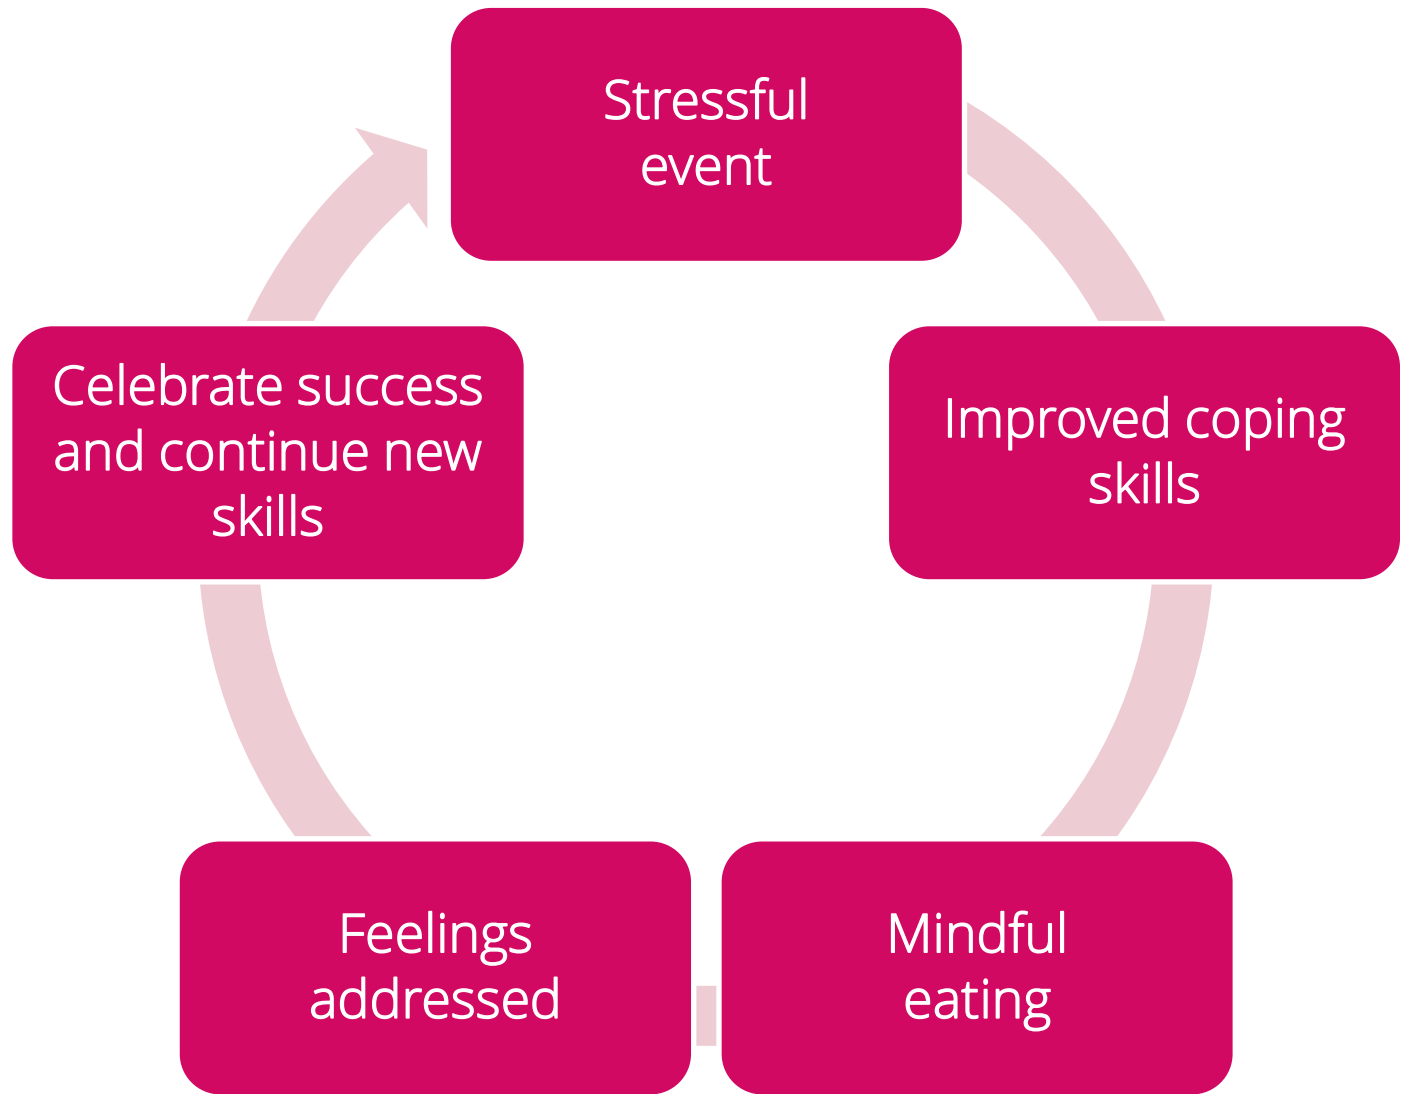 Stressful
event
Improved coping
skills
Mindful
eating
Feelings
addressed
Celebrate success
and continue new
skills